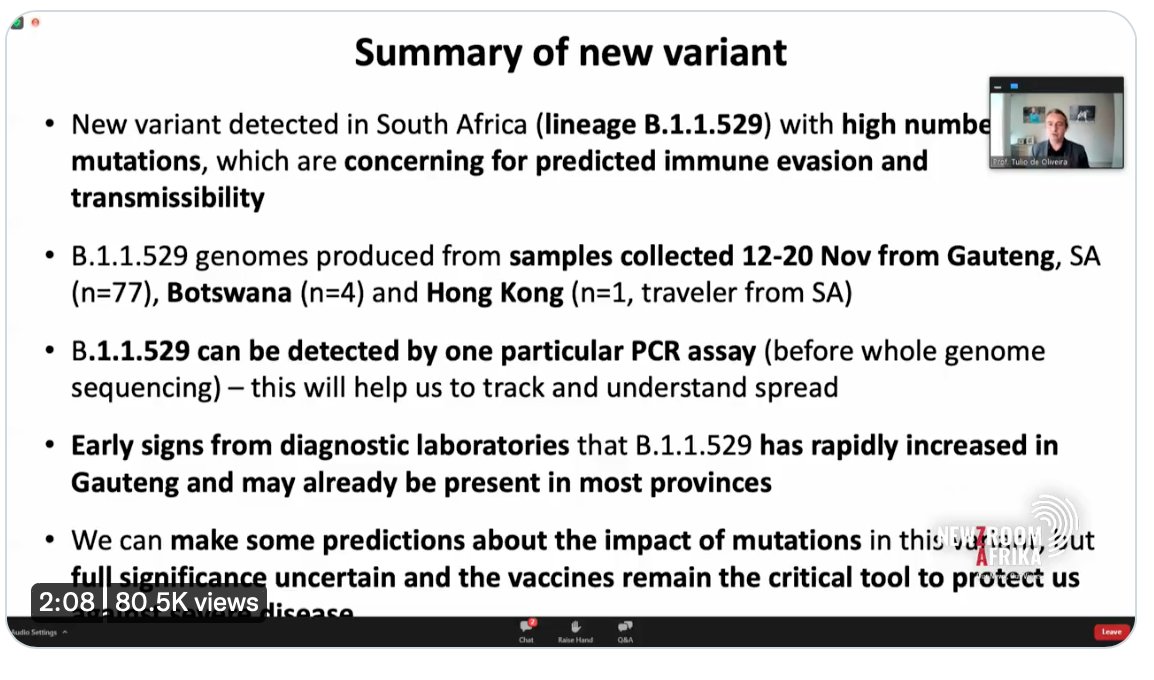 Summary of new variant
• New variant detected in South Africa (lineage B.1.1.529) with high numbe
mutations, which are concerning for predicted immune evasion and
transmissibility
Prof. Tulio de Oliveira
• B.1.1.529 genomes produced from samples collected 12-20 Nov from Gauteng, SA
(n=77), Botswana (n=4) and Hong Kong (n=1, traveler from SA)
• B.1.1.529 can be detected by one particular PCR assay (before whole genome
sequencing) – this will help us to track and understand spread
• Early signs from diagnostic laboratories that B.1.1.529 has rapidly increased in
Gauteng and may already be present in most provinces
• We can make some predictions about the impact of mutations in this variant, but
full significance uncertain and the vaccines remain the critical tool to protect us
against severe disease
NEWZROOM
AFRIKA
2:08 80.5K views
Audio Settings
Chat
2
Raise Hand
Q&A
Leave